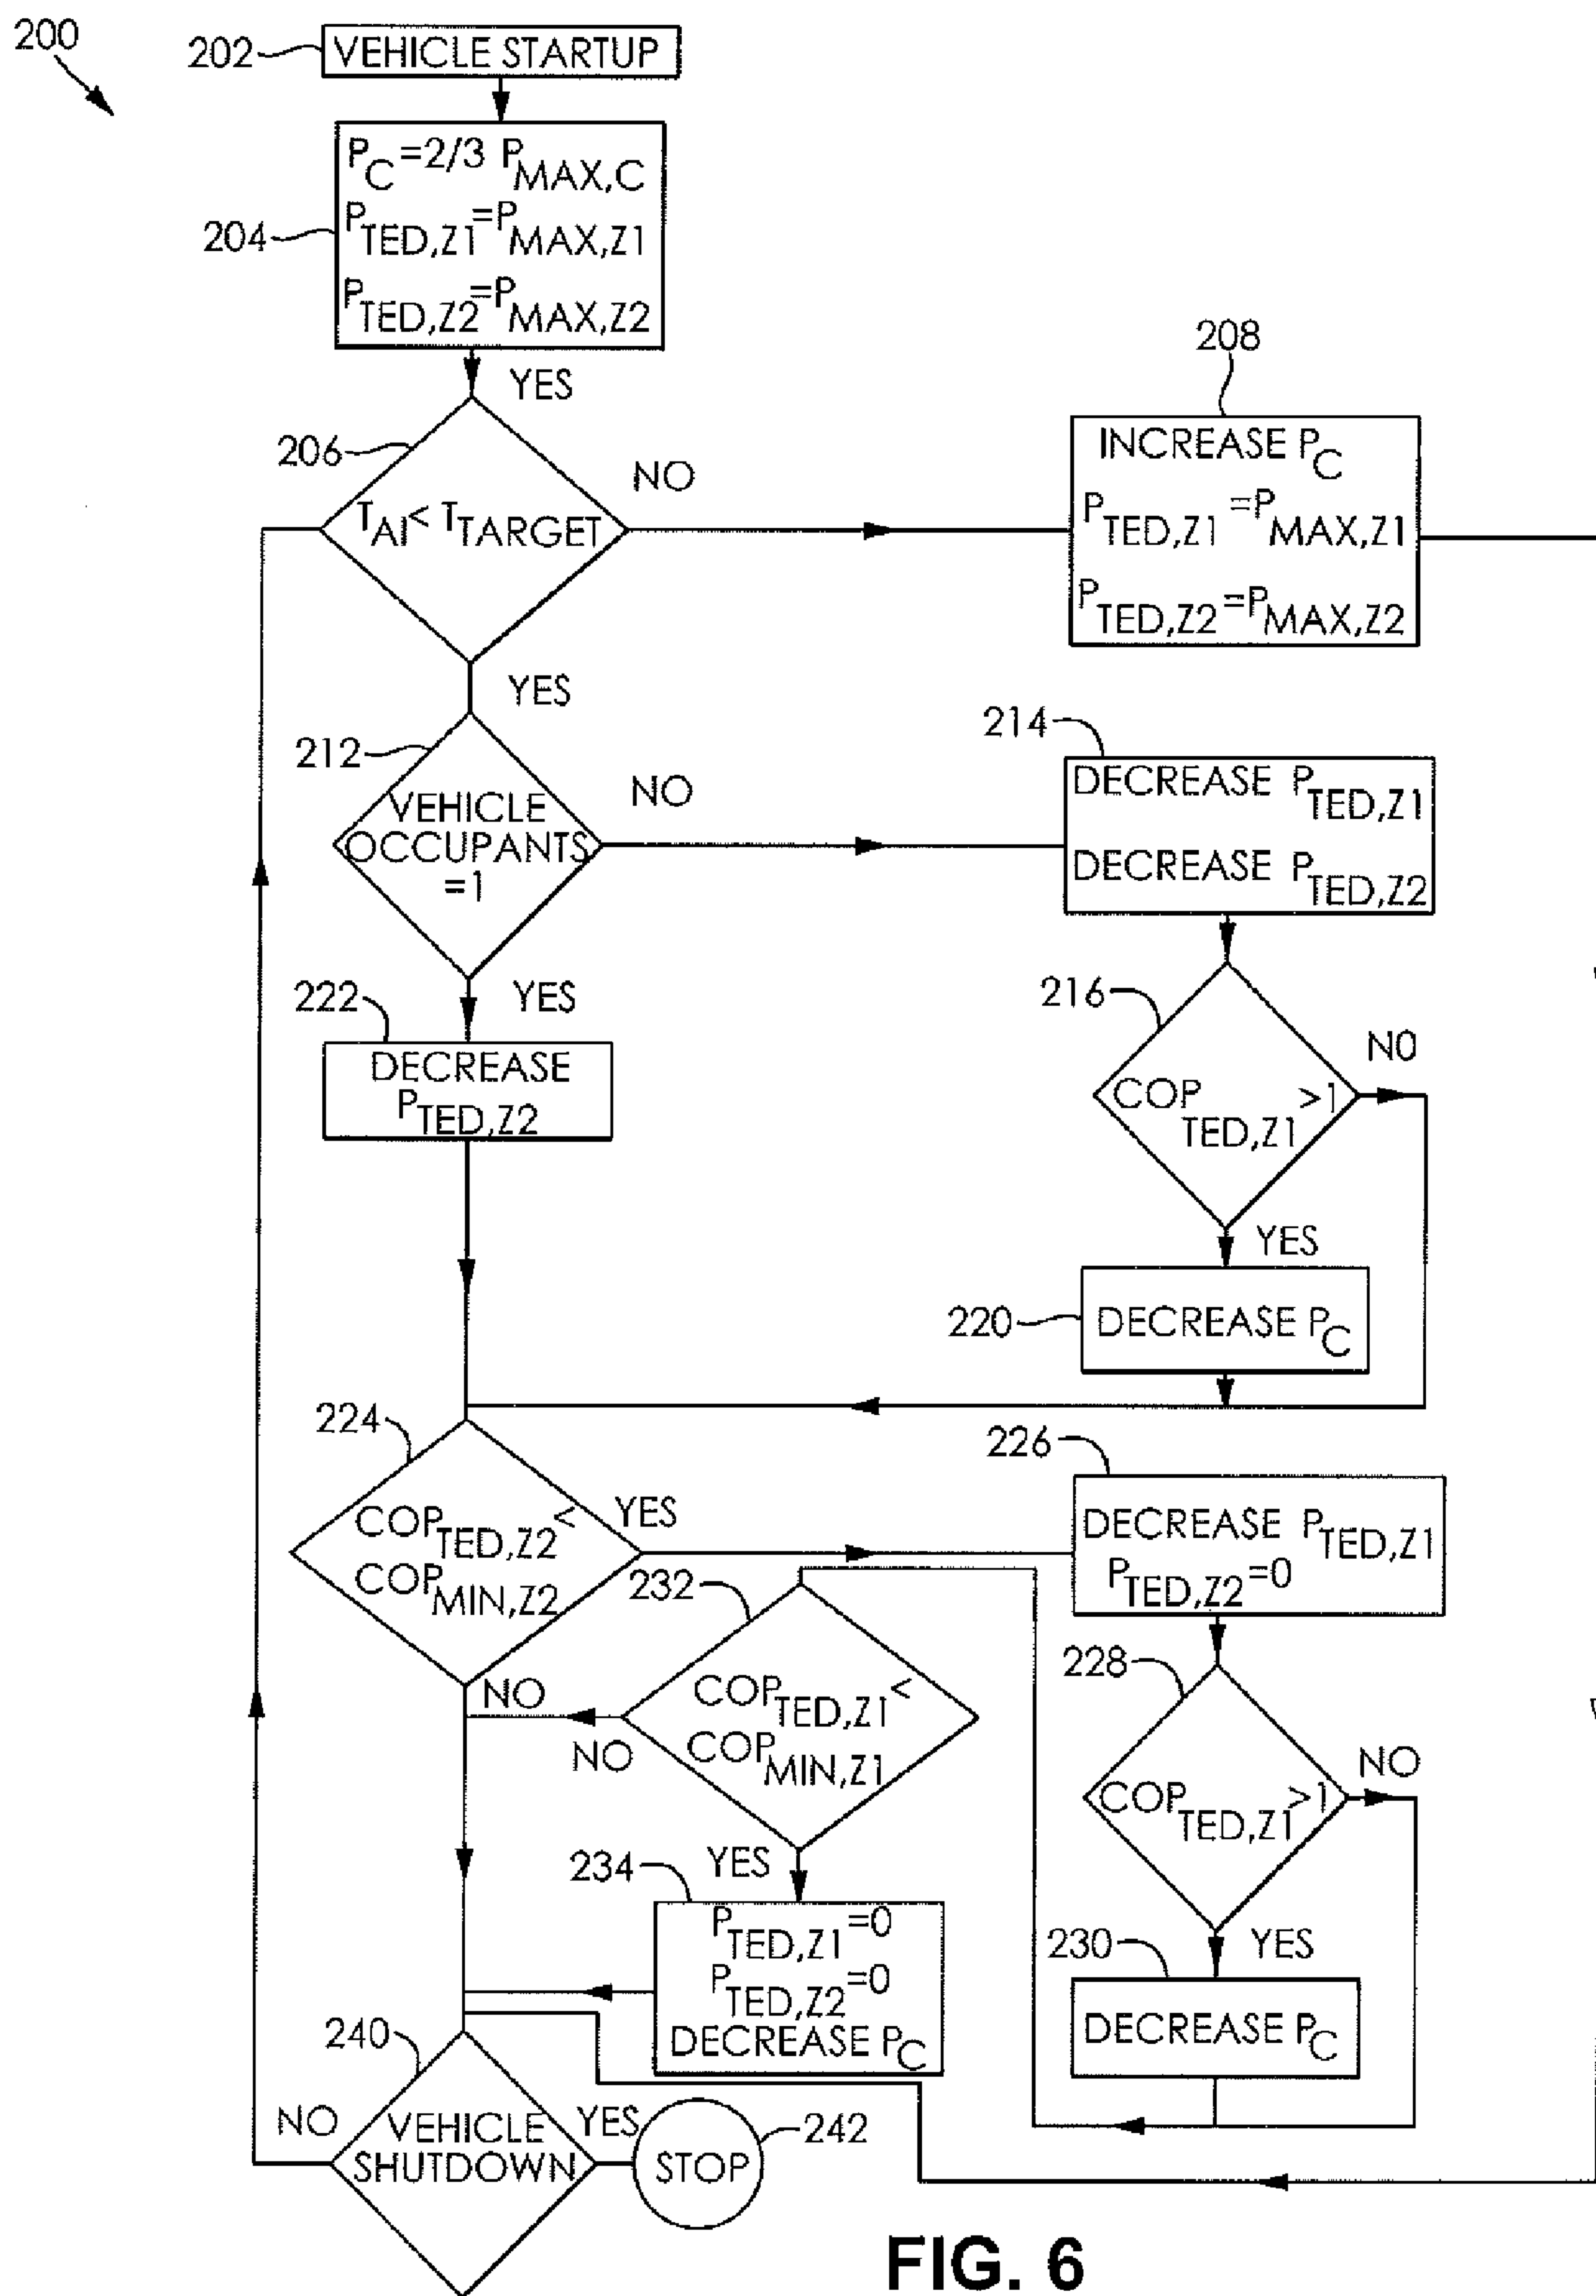 200
202
VEHICLE STARTUP
204
P_C=2/3 P_MAX,C
P_TED,Z1=P_MAX,Z1
P_TED,Z2=P_MAX,Z2
YES
206
T_AI< T_TARGET
NO
208
INCREASE P_C
P_TED,Z1=P_MAX,Z1
P_TED,Z2=P_MAX,Z2
YES
212
VEHICLE
OCCUPANTS
=1
NO
214
DECREASE P_TED,Z1
DECREASE P_TED,Z2
216
COP_TED,Z1>1
N0
YES
220
DECREASE P_C
YES
222
DECREASE
P_TED,Z2
224
COP_TED,Z2<
COP_MIN,Z2
YES
226
DECREASE P_TED,Z1
P_TED,Z2=0
228
COP_TED,Z1>1
NO
YES
230
DECREASE P_C
232
COP_TED,Z1<
COP_MIN,Z1
NO
NO
YES
234
P_TED,Z1=0
P_TED,Z2=0
DECREASE P_C
240
VEHICLE
SHUTDOWN
NO
YES
STOP
242
FIG. 6